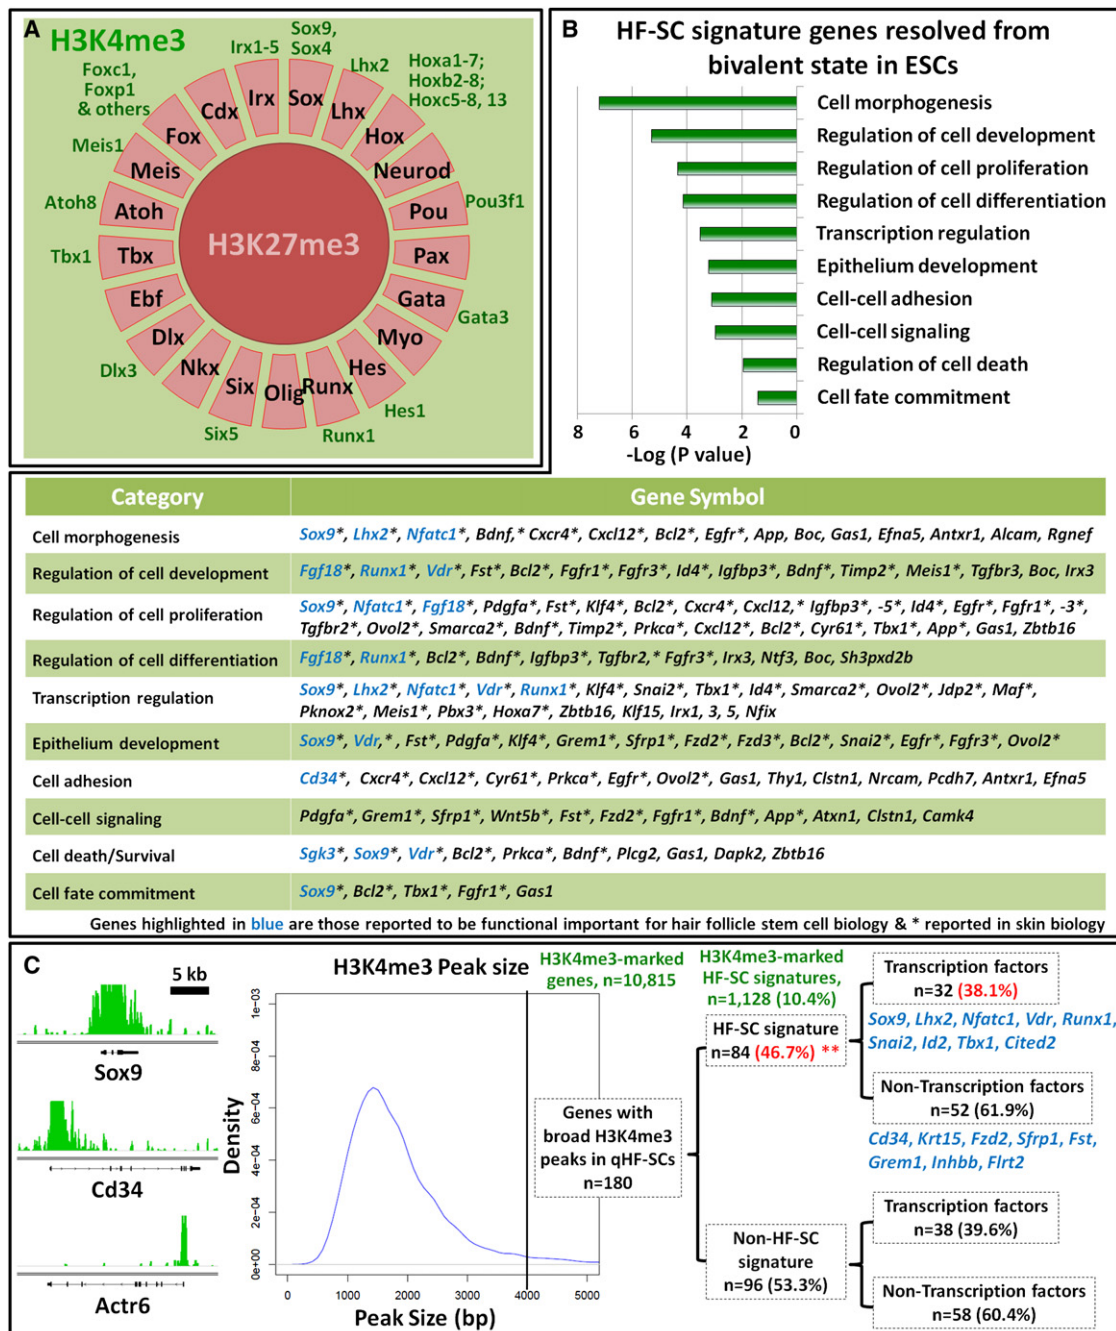 A
H3K4me3
Foxc1,
Foxp1
& others
Irx1-5
Sox9,
Sox4
Lhx2
Hoxa1-7;
Hoxb2-8;
Hoxc5-8, 13
Meis1
Atoh8
Tbx1
Dlx3
Six5
Runx1
Hes1
Gata3
Pou3f1
Irx
Sox
Lhx
Hox
Neurod
Pou
Pax
Gata
Myo
Hes
Runx
Olig
Six
Nkx
Dlx
Ebf
Tbx
Atoh
Meis
Fox
Cdx
H3K27me3
B
HF-SC signature genes resolved from
bivalent state in ESCs
Cell morphogenesis
Regulation of cell development
Regulation of cell proliferation
Regulation of cell differentiation
Transcription regulation
Epithelium development
Cell-cell adhesion
Cell-cell signaling
Regulation of cell death
Cell fate commitment
8 6 4 2 0
-Log (P value)
Category Gene Symbol
Cell morphogenesis Sox9*, Lhx2*, Nfatc1*, Bdnf,* Cxcr4*, Cxcl12*, Bcl2*, Egfr*, App, Boc, Gas1, Efna5, Antxr1, Alcam, Rgnef
Regulation of cell development Fgf18*, Runx1*, Vdr*, Fst*, Bcl2*, Fgfr1*, Fgfr3*, Id4*, Igfbp3*, Bdnf*, Timp2*, Meis1*, Tgfbr3, Boc, Irx3
Regulation of cell proliferation Sox9*, Nfatc1*, Fgf18*, Pdgfa*, Fst*, Klf4*, Bcl2*, Cxcr4*, Cxcl12,* Igfbp3*, -5*, Id4*, Egfr*, Fgfr1*, -3*,
Tgfbr2*, Ovol2*, Smarca2*, Bdnf*, Timp2*, Prkca*, Cxcl12*, Bcl2*, Cyr61*, Tbx1*, App*, Gas1, Zbtb16
Regulation of cell differentiation Fgf18*, Runx1*, Bcl2*, Bdnf*, Igfbp3*, Tgfbr2,* Fgfr3*, Irx3, Ntf3, Boc, Sh3pxd2b
Transcription regulation Sox9*, Lhx2*, Nfatc1*, Vdr*, Runx1*, Klf4*, Snai2*, Tbx1*, Id4*, Smarca2*, Ovol2*, Jdp2*, Maf*,
Pknox2*, Meis1*, Pbx3*, Hoxa7*, Zbtb16, Klf15, Irx1, 3, 5, Nfix
Epithelium development Sox9*, Vdr,*, Fst*, Pdgfa*, Klf4*, Grem1*, Sfrp1*, Fzd2*, Fzd3*, Bcl2*, Snai2*, Egfr*, Fgfr3*, Ovol2*
Cell adhesion Cd34*, Cxcr4*, Cxcl12*, Cyr61*, Prkca*, Egfr*, Ovol2*, Gas1, Thy1, Clstn1, Nrcam, Pcdh7, Antxr1, Efna5
Cell-cell signaling Pdgfa*, Grem1*, Sfrp1*, Wnt5b*, Fst*, Fzd2*, Fgfr1*, Bdnf*, App*, Atxn1, Clstn1, Camk4
Cell death/Survival Sgk3*, Sox9*, Vdr*, Bcl2*, Prkca*, Bdnf*, Plcg2, Gas1, Dapk2, Zbtb16
Cell fate commitment Sox9*, Bcl2*, Tbx1*, Fgfr1*, Gas1
Genes highlighted in blue are those reported to be functional important for hair follicle stem cell biology & * reported in skin biology
C
5 kb
Sox9
Cd34
Actr6
H3K4me3 Peak size
Density
1e-03
8e-04
6e-04
4e-04
2e-04
0e+00
0 1000 2000 3000 4000 5000
Peak Size (bp)
H3K4me3-marked
genes, n=10,815
H3K4me3-marked
HF-SC signatures,
n=1,128 (10.4%)
Genes with
broad H3K4me3
peaks in qHF-SCs
n=180
HF-SC signature
n=84 (46.7%) **
Non-HF-SC
signature
n=96 (53.3%)
Transcription factors
n=32 (38.1%)
Sox9, Lhx2, Nfatc1, Vdr, Runx1,
Snai2, Id2, Tbx1, Cited2
Non-Transcription factors
n=52 (61.9%)
Cd34, Krt15, Fzd2, Sfrp1, Fst,
Grem1, Inhbb, Flrt2
Transcription factors
n=38 (39.6%)
Non-Transcription factors
n=58 (60.4%)